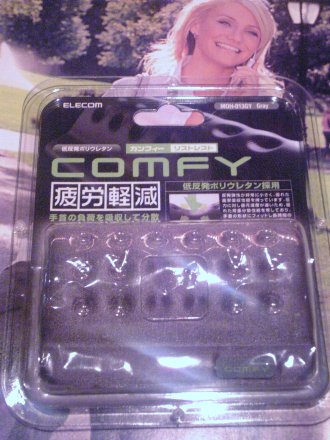 ELECOM
MOH-013GY Gray
低反発ポリウレタン カンフィー リストレスト
COMFY
疲労軽減
低反発ポリウレタン採用
手首の負荷を吸収して分散
COMFY